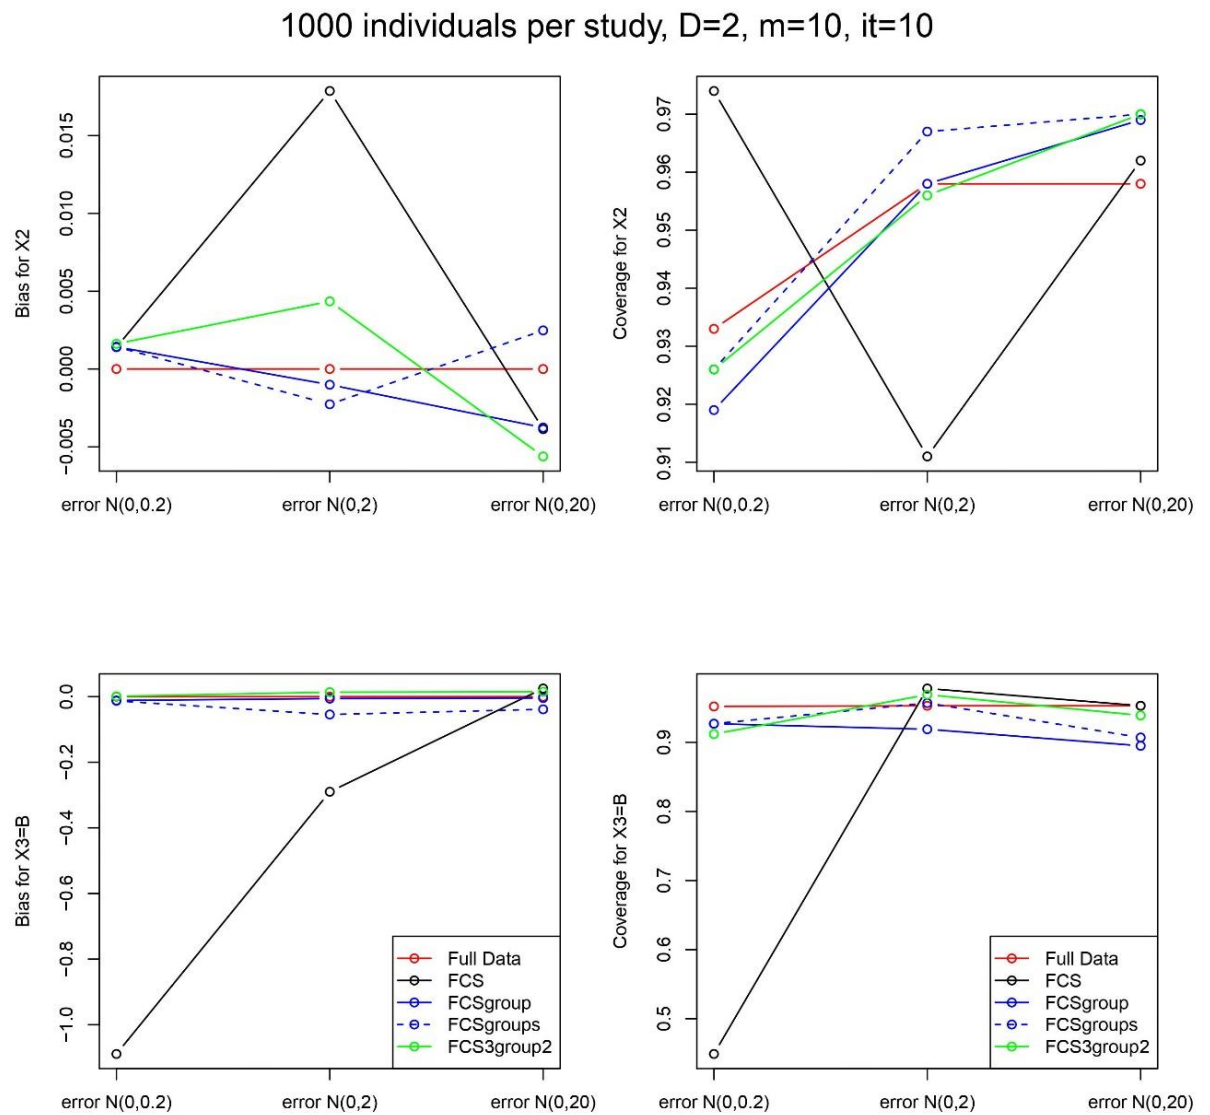 1000 individuals per study, D=2, m=10, it=10
Bias for X2
0.015
0.010
0.005
0.000
−0.005
error N(0,0.2)
error N(0,2)
error N(0,20)
Coverage for X2
0.97
0.96
0.95
0.94
0.93
0.92
0.91
error N(0,0.2)
error N(0,2)
error N(0,20)
Bias for X3=B
0.0
−0.2
−0.4
−0.6
−0.8
−1.0
Full Data
FCS
FCSgroup
FCSgroups
FCS3group2
error N(0,0.2)
error N(0,2)
error N(0,20)
Coverage for X3=B
0.9
0.8
0.7
0.6
0.5
Full Data
FCS
FCSgroup
FCSgroups
FCS3group2
error N(0,0.2)
error N(0,2)
error N(0,20)